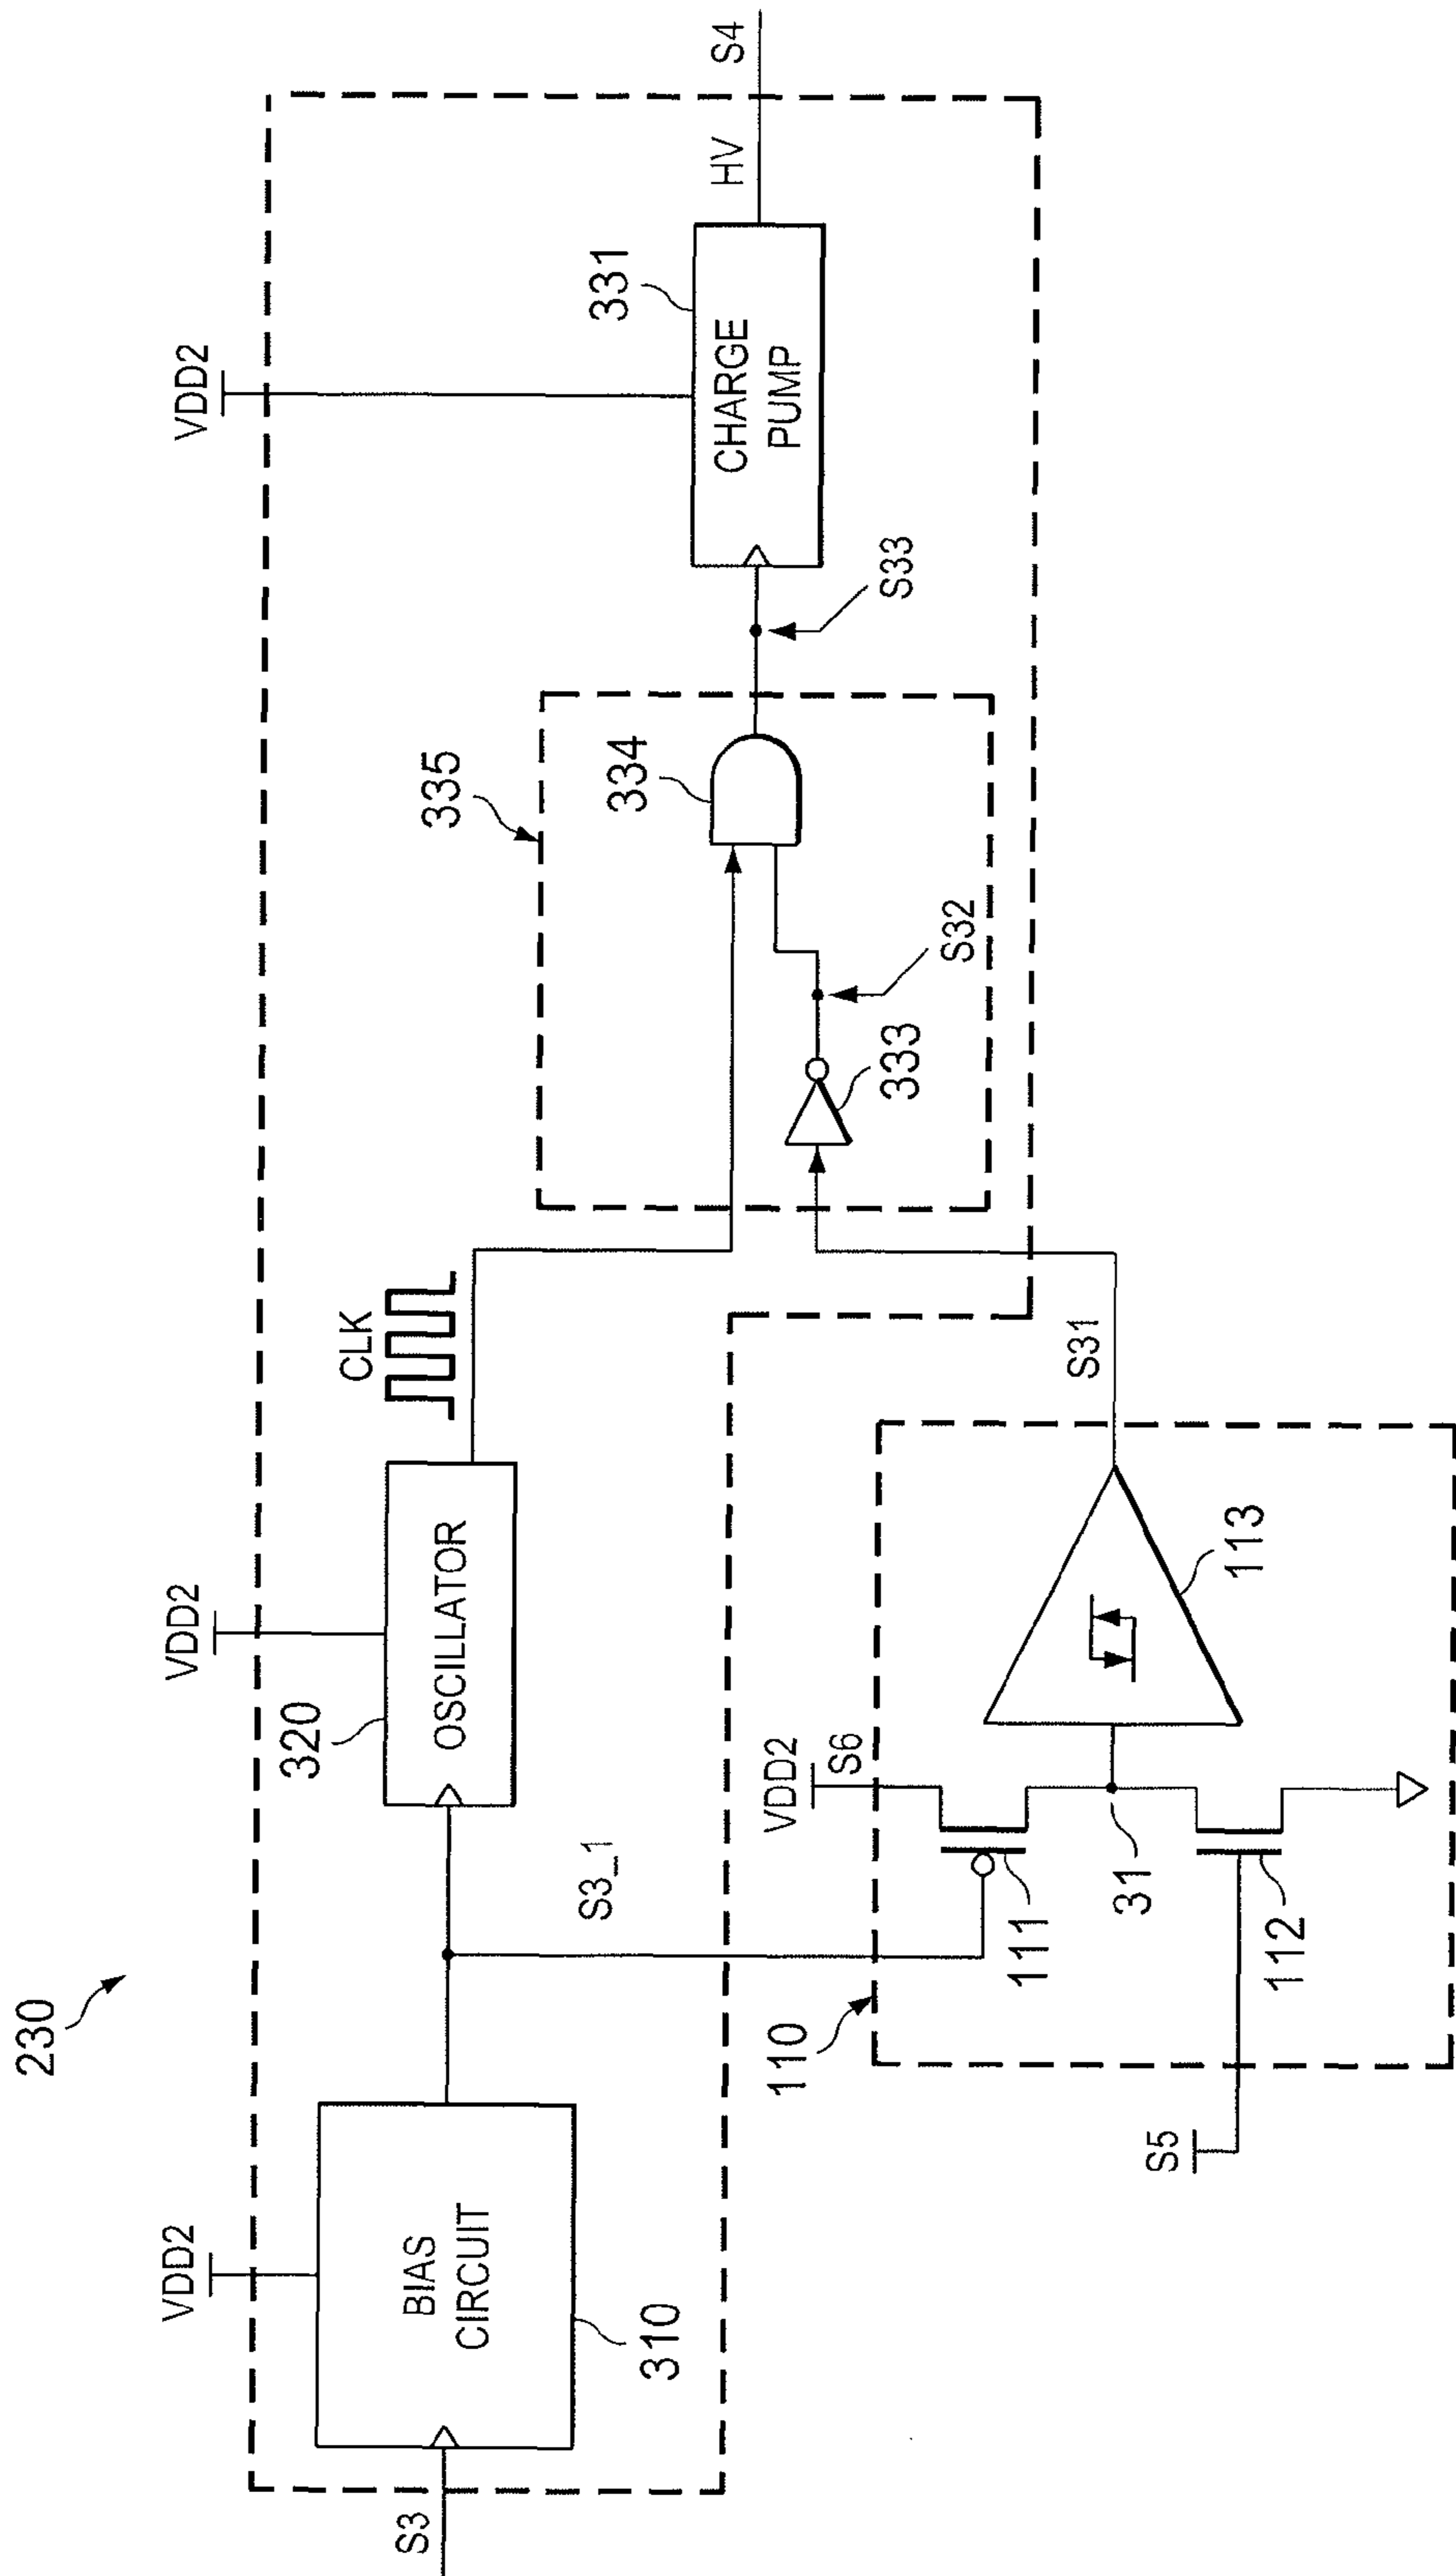 230
VDD2
VDD2
VDD2
S3
BIAS
CIRCUIT
310
S3_1
320
OSCILLATOR
CLK
335
334
333
S32
S33
331
CHARGE
PUMP
HV
S4
110
VDD2
S6
111
31
112
S5
113
S31